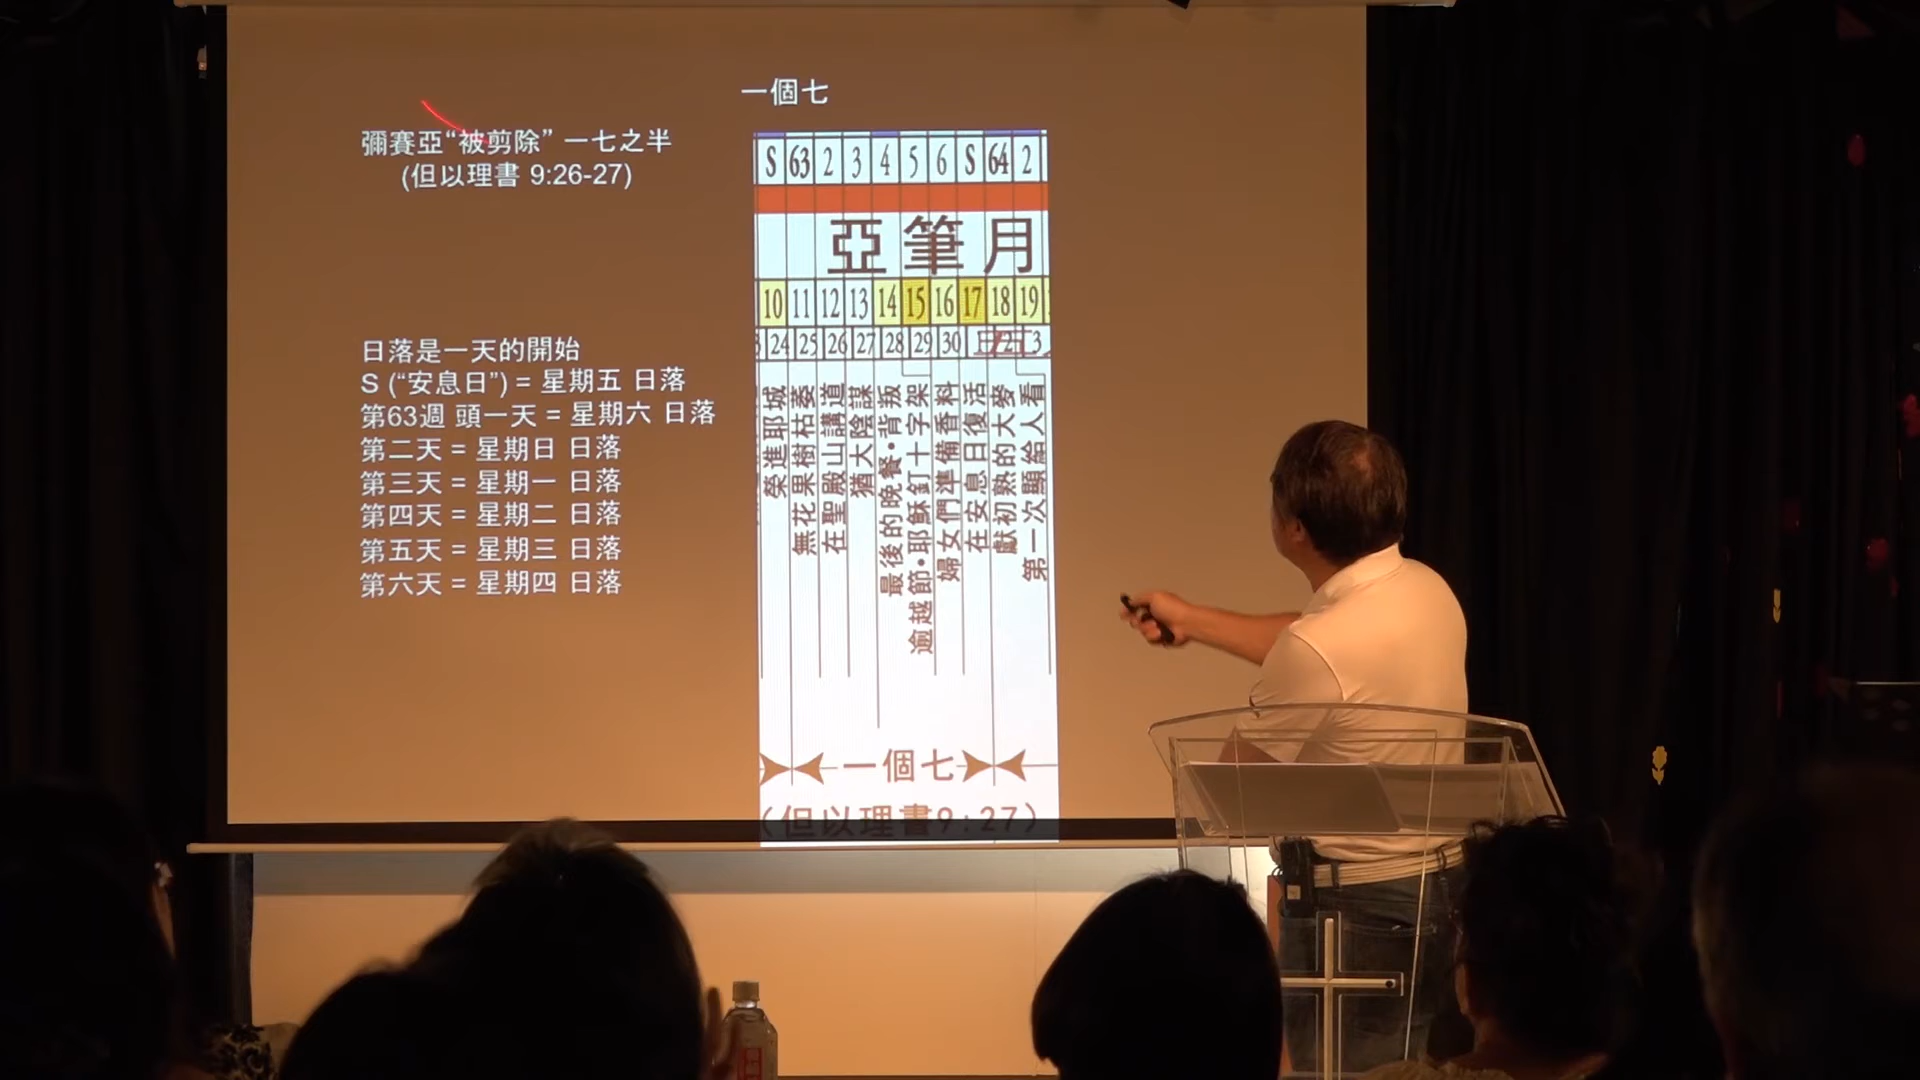 一個七
彌賽亞“被剪除” 一七之半
(但以理書 9:26-27)
日落是一天的開始
S (“安息日”) = 星期五 日落
第63週 頭一天 = 星期六 日落
第二天 = 星期日 日落
第三天 = 星期一 日落
第四天 = 星期二 日落
第五天 = 星期三 日落
第六天 = 星期四 日落
S 63 2 3 4 5 6 S 64 2
亞筆月
10 11 12 13 14 15 16 17 18 19
24 25 26 27 28 29 30 1 2 3
榮進耶城
無花果樹枯萎
在聖殿山講道
猶大陰謀
最後的晚餐•背叛
逾越節•耶穌釘十字架
婦女們準備香料
在安息日復活
獻初熟的大麥
第一次顯給人看
一個七
(但以理書9:27)